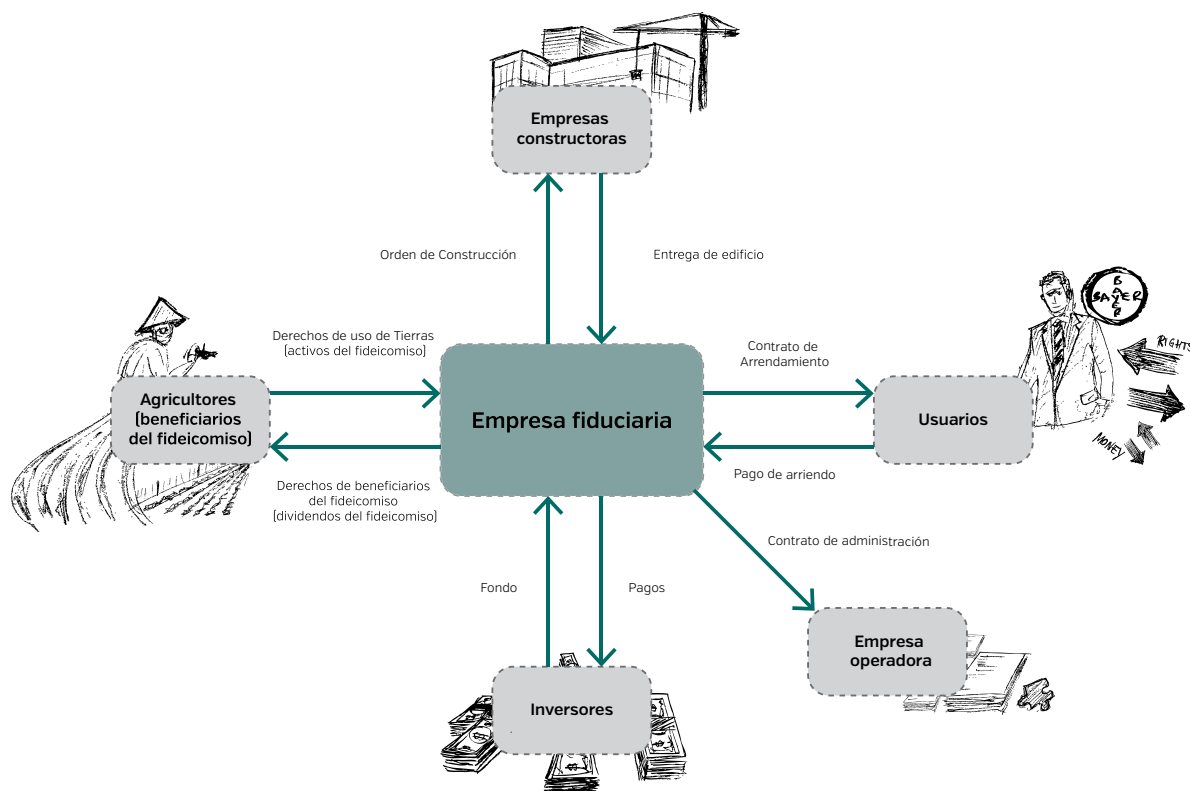 Empresas
constructoras
Orden de Construcción
Entrega de edificio
BAYER
BAYER
RIGHTS
MONEY
Derechos de uso de Tierras
(activos del fideicomiso)
Contrato de
Arrendamiento
Agricultores
(beneficiarios
del fideicomiso)
Empresa fiduciaria
Usuarios
Pago de arriendo
Derechos de beneficiarios
del fideicomiso
(dividendos del fideicomiso)
Contrato de administración
Fondo
Pagos
Empresa
operadora
Inversores